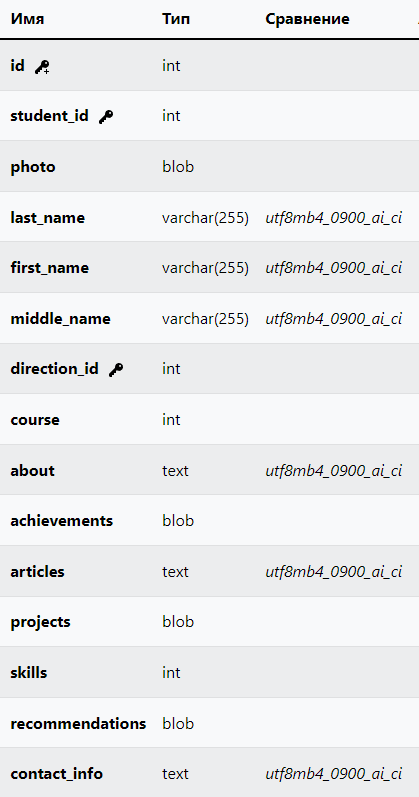 Имя Тип Сравнение
id int
student_id int
photo blob
last_name varchar(255) utf8mb4_0900_ai_ci
first_name varchar(255) utf8mb4_0900_ai_ci
middle_name varchar(255) utf8mb4_0900_ai_ci
direction_id int
course int
about text utf8mb4_0900_ai_ci
achievements blob
articles text utf8mb4_0900_ai_ci
projects blob
skills int
recommendations blob
contact_info text utf8mb4_0900_ai_ci